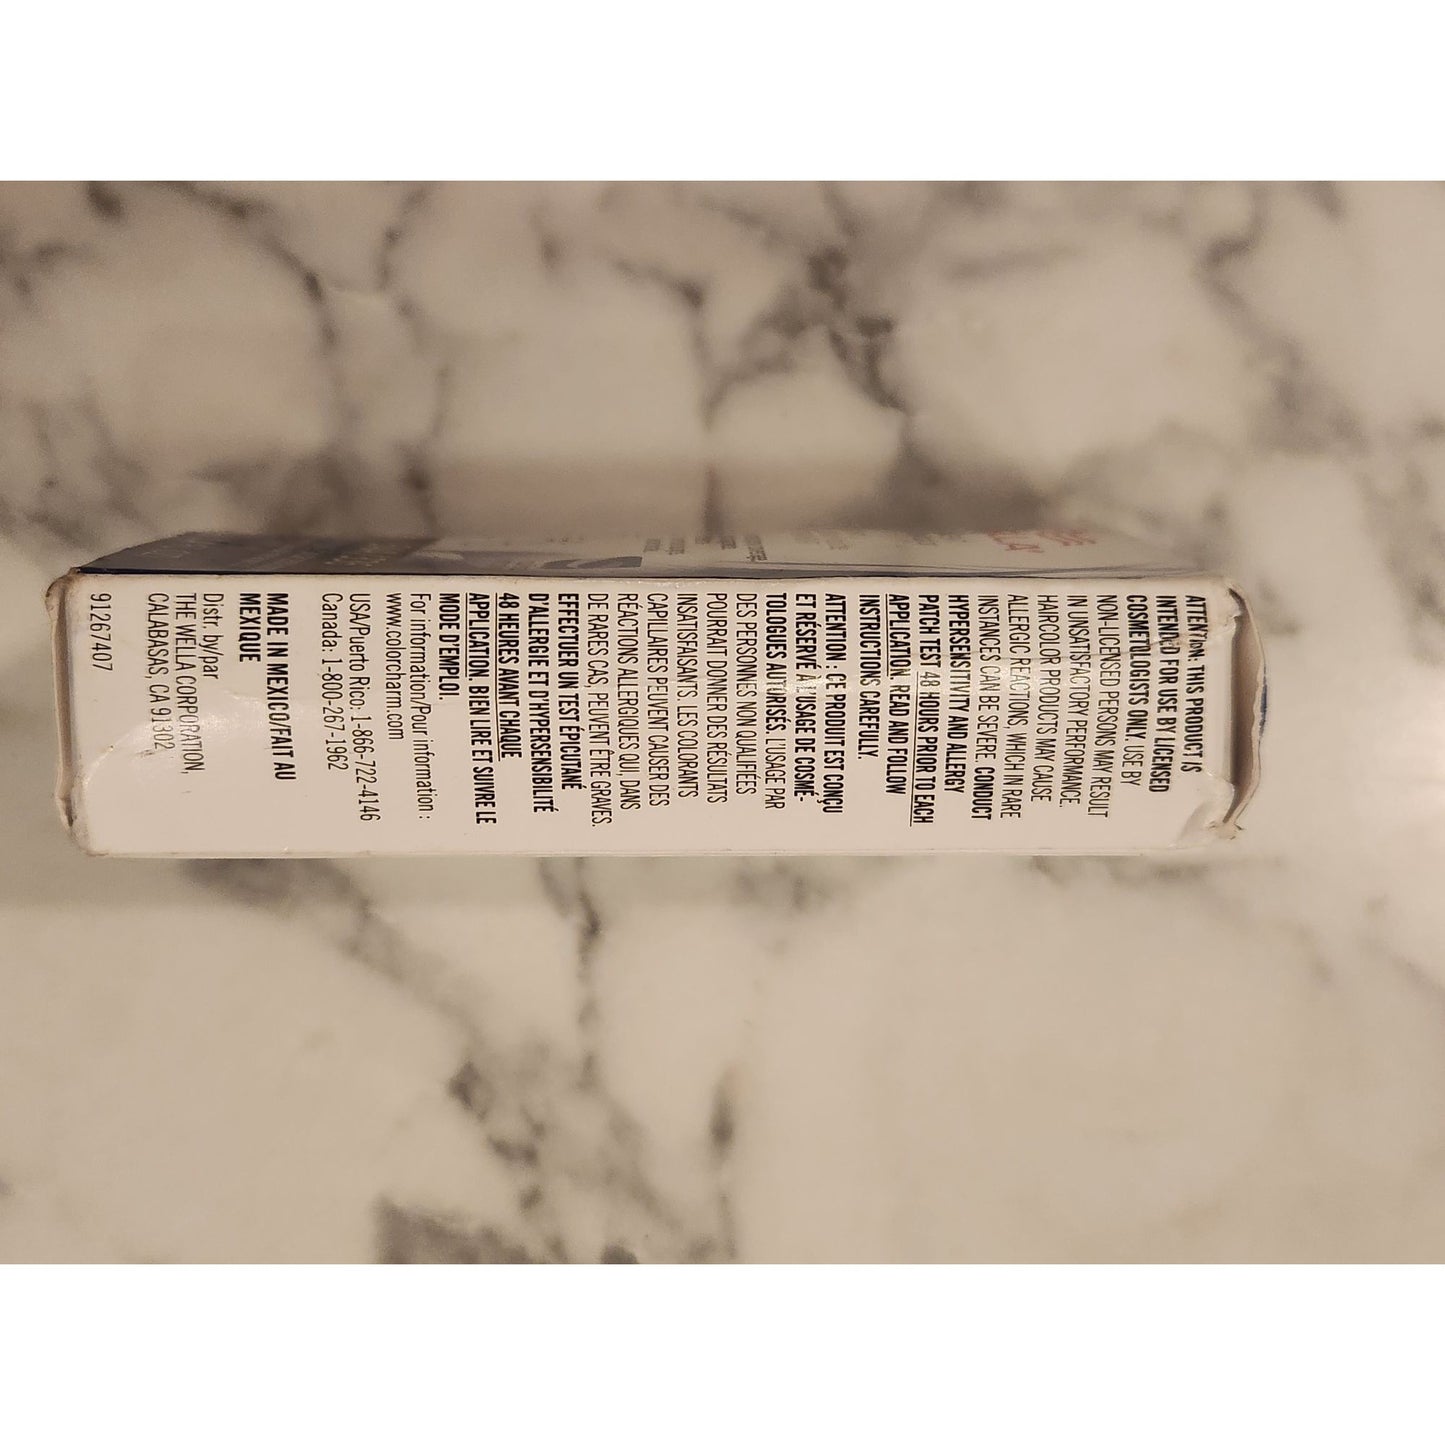 ATTENTION: THIS PRODUCT IS
INTENDED FOR USE BY LICENSED
COSMETOLOGISTS ONLY. USE BY
NON-LICENSED PERSONS MAY RESULT
IN UNSATISFACTORY PERFORMANCE.
HAIRCOLOR PRODUCTS MAY CAUSE
ALLERGIC REACTIONS, WHICH IN RARE
INSTANCES CAN BE SEVERE. CONDUCT
HYPERSENSITIVITY AND ALLERGY
PATCH TEST 48 HOURS PRIOR TO EACH
APPLICATION. READ AND FOLLOW
INSTRUCTIONS CAREFULLY.
ATTENTION : CE PRODUIT EST CONÇU
ET RÉSERVÉ À L'USAGE DE COSMÉ-
TOLOGUES AUTORISÉS. L'USAGE PAR
DES PERSONNES NON QUALIFIÉES
POURRAIT DONNER DES RÉSULTATS
INSATISFAISANTS. LES COLORANTS
CAPILLAIRES PEUVENT CAUSER DES
RÉACTIONS ALLERGIQUES QUI, DANS
DE RARES CAS, PEUVENT ÊTRE GRAVES.
EFFECTUER UN TEST ÉPICUTANÉ
D'ALLERGIE ET D'HYPERSENSIBILITÉ
48 HEURES AVANT CHAQUE
APPLICATION. BIEN LIRE ET SUIVRE LE
MODE D'EMPLOI.
For information/Pour information :
www.colorcharm.com
USA/Puerto Rico: 1-866-722-4146
Canada: 1-800-267-1962
MADE IN MEXICO/FAIT AU
MEXIQUE
Distr. by/par
THE WELLA CORPORATION,
CALABASAS, CA 91302
91267407